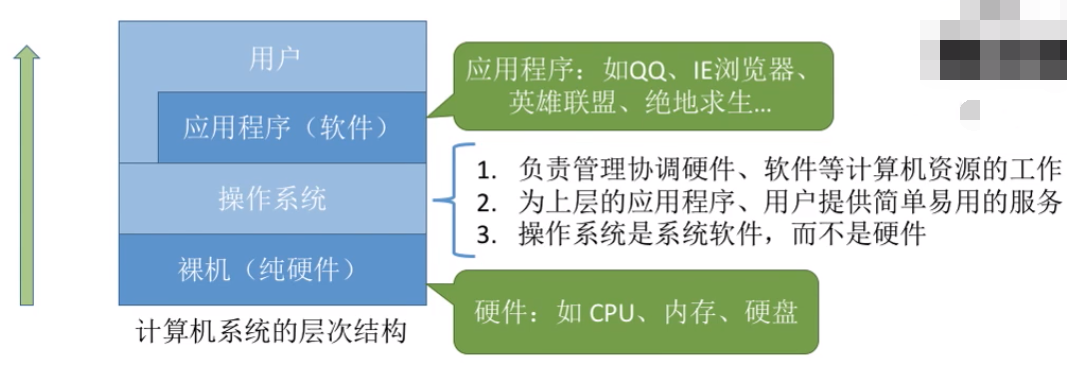 用户
应用程序（软件）
操作系统
裸机（纯硬件）
计算机系统的层次结构
应用程序：如QQ、IE浏览器、
英雄联盟、绝地求生...
1. 负责管理协调硬件、软件等计算机资源的工作
2. 为上层的应用程序、用户提供简单易用的服务
3. 操作系统是系统软件，而不是硬件
硬件：如 CPU、内存、硬盘